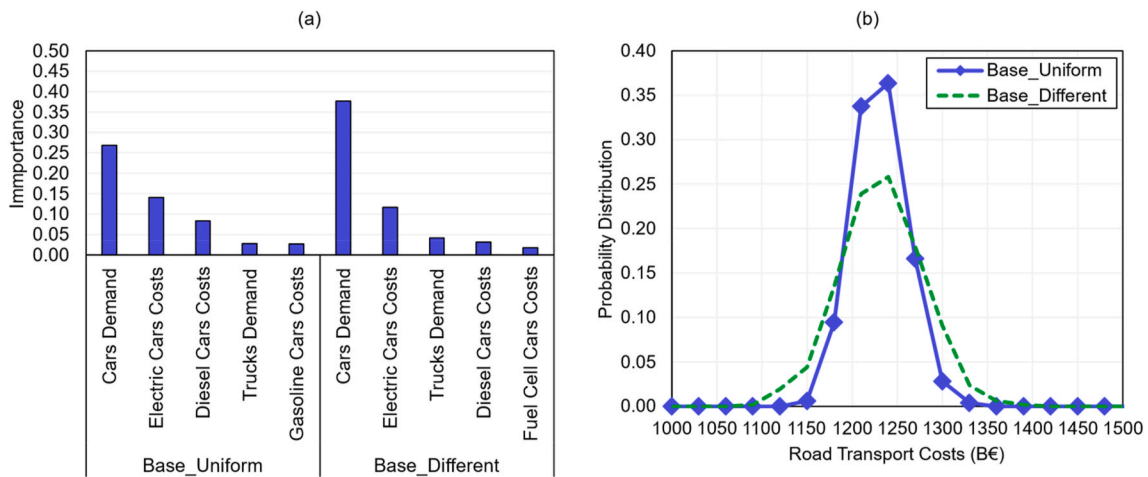 (a)
Immportance
0.50
0.45
0.40
0.35
0.30
0.25
0.20
0.15
0.10
0.05
0.00
Cars Demand
Electric Cars Costs
Diesel Cars Costs
Trucks Demand
Gasoline Cars Costs
Cars Demand
Electric Cars Costs
Trucks Demand
Diesel Cars Costs
Fuel Cell Cars Costs
Base_Uniform
Base_Different
(b)
Probability Distribution
0.40
0.35
0.30
0.25
0.20
0.15
0.10
0.05
0.00
Base_Uniform
Base_Different
1000 1050 1100 1150 1200 1250 1300 1350 1400 1450 1500
Road Transport Costs (B€)